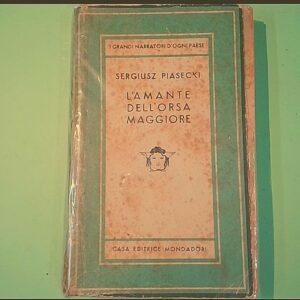 I GRANDI NARRATORI D'OGNI PAESE
SERGIUSZ PIASECKI
L'AMANTE
DELL'ORSA
MAGGIORE
CASA EDITRICE MONDADORI